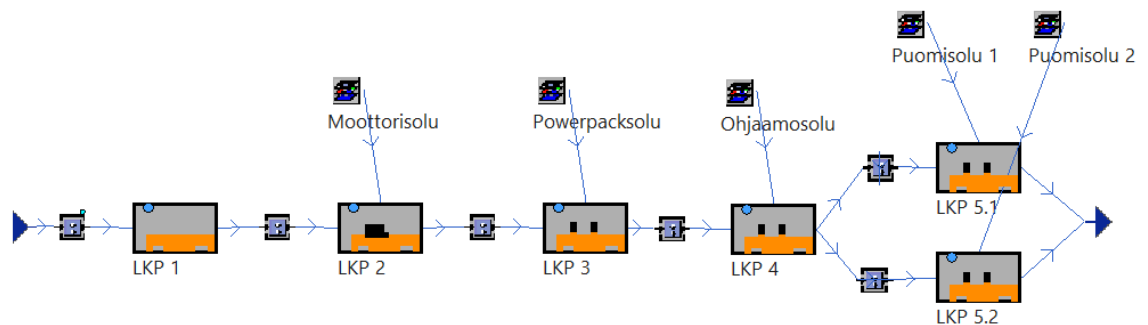 Puomisolu 1
Puomisolu 2
Moottorisolu
Powerpacksolu
Ohjaamosolu
LKP 1
LKP 2
LKP 3
LKP 4
LKP 5.1
LKP 5.2